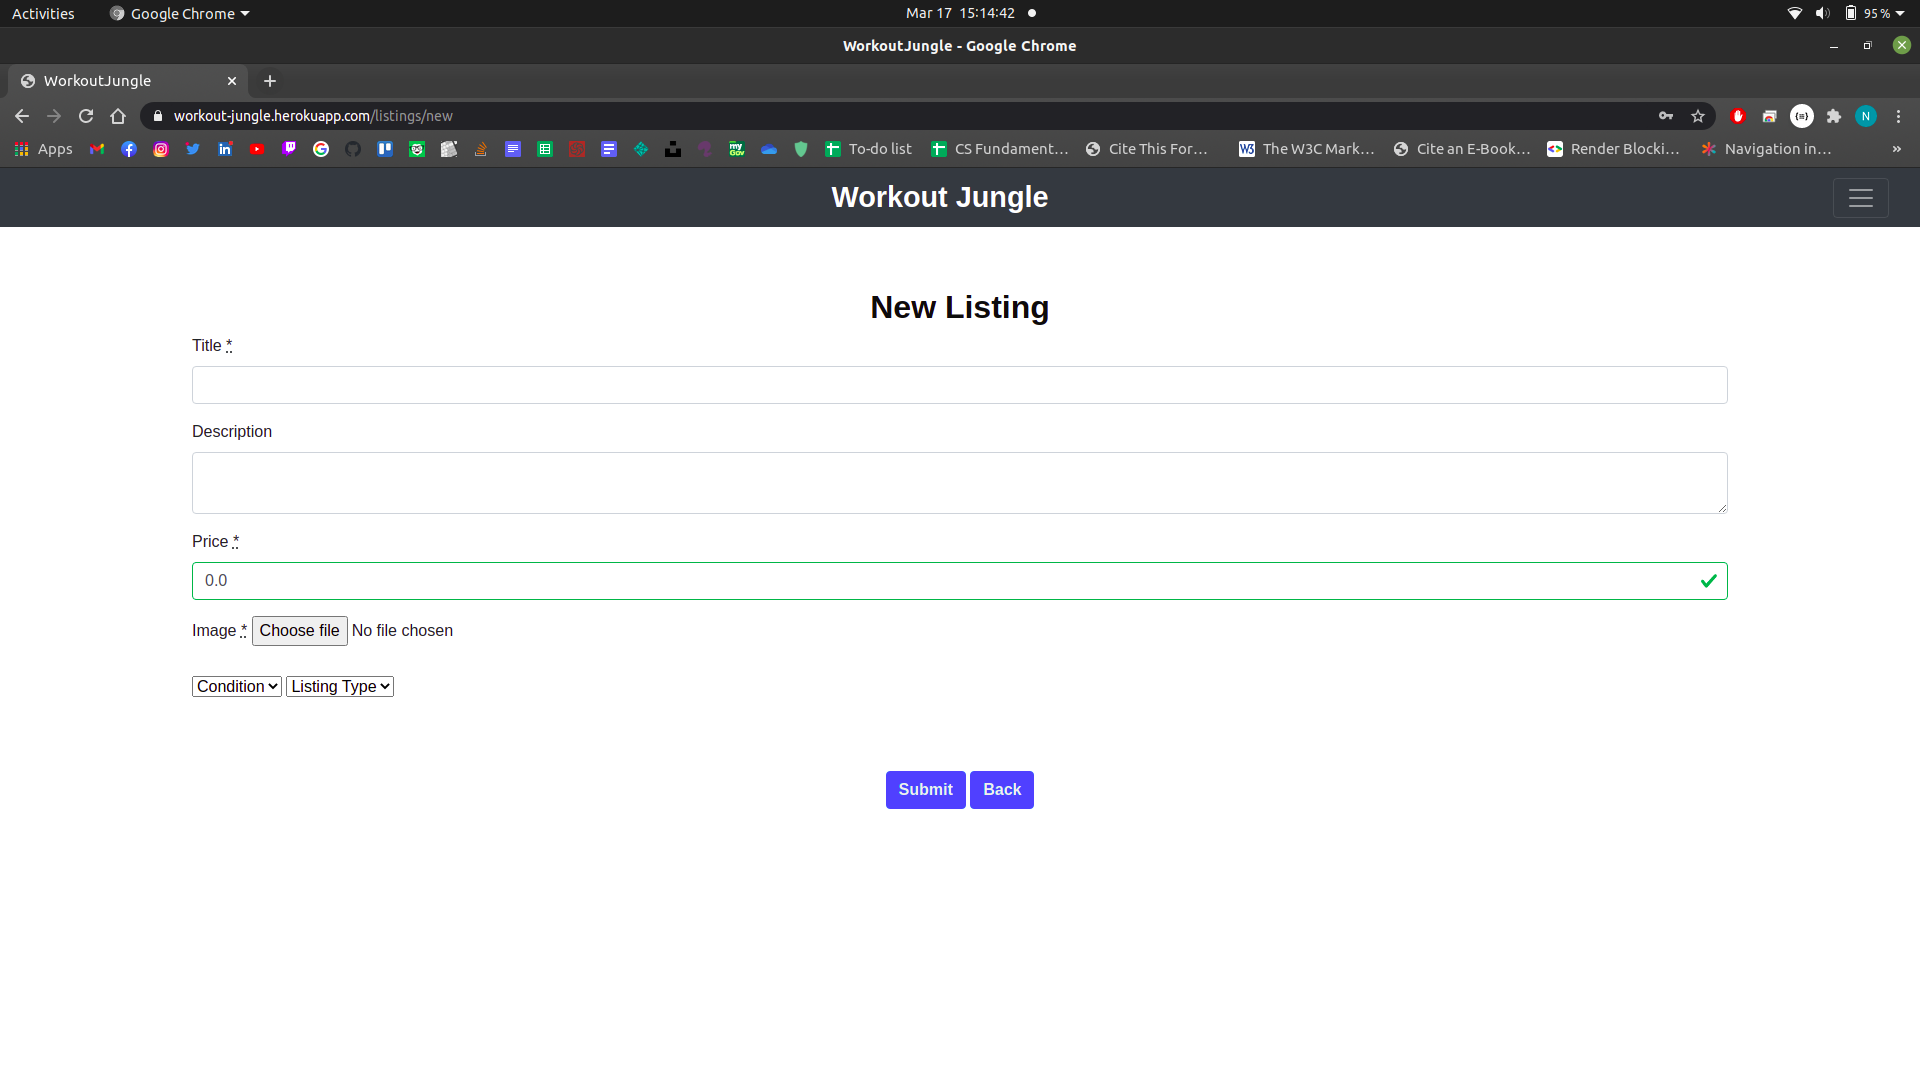 Activities Google Chrome Mar 17 15:14:42 95 %
WorkoutJungle - Google Chrome
WorkoutJungle
workout-jungle.herokuapp.com/listings/new N
Apps To-do list CS Fundament… Cite This For… The W3C Mark… Cite an E-Book… Render Blocki… Navigation in… »
Workout Jungle
New Listing
Title *
Description
Price *
0.0
Image * Choose file No file chosen
Condition Listing Type
Submit Back